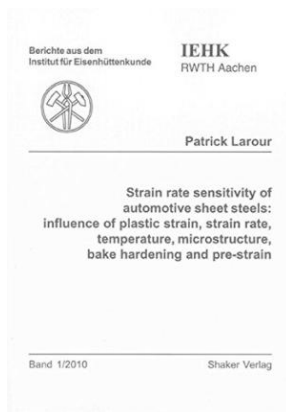 Berichte aus dem
Institut für Eisenhüttenkunde
IEHK
RWTH Aachen
Patrick Larour
Strain rate sensitivity of
automotive sheet steels:
influence of plastic strain, strain rate,
temperature, microstructure,
bake hardening and pre-strain
Band 1/2010
Shaker Verlag